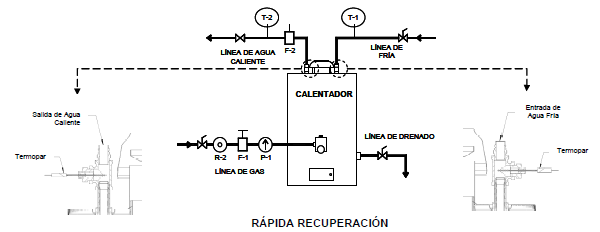 T-2
T-1
F-2
LÍNEA DE AGUA
CALIENTE
LÍNEA DE
FRÍA
CALENTADOR
Salida de Agua
Caliente
Termopar
Entrada de
Agua Fría
Termopar
LÍNEA DE DRENADO
R-2
F-1
P-1
LÍNEA DE GAS
RÁPIDA RECUPERACIÓN